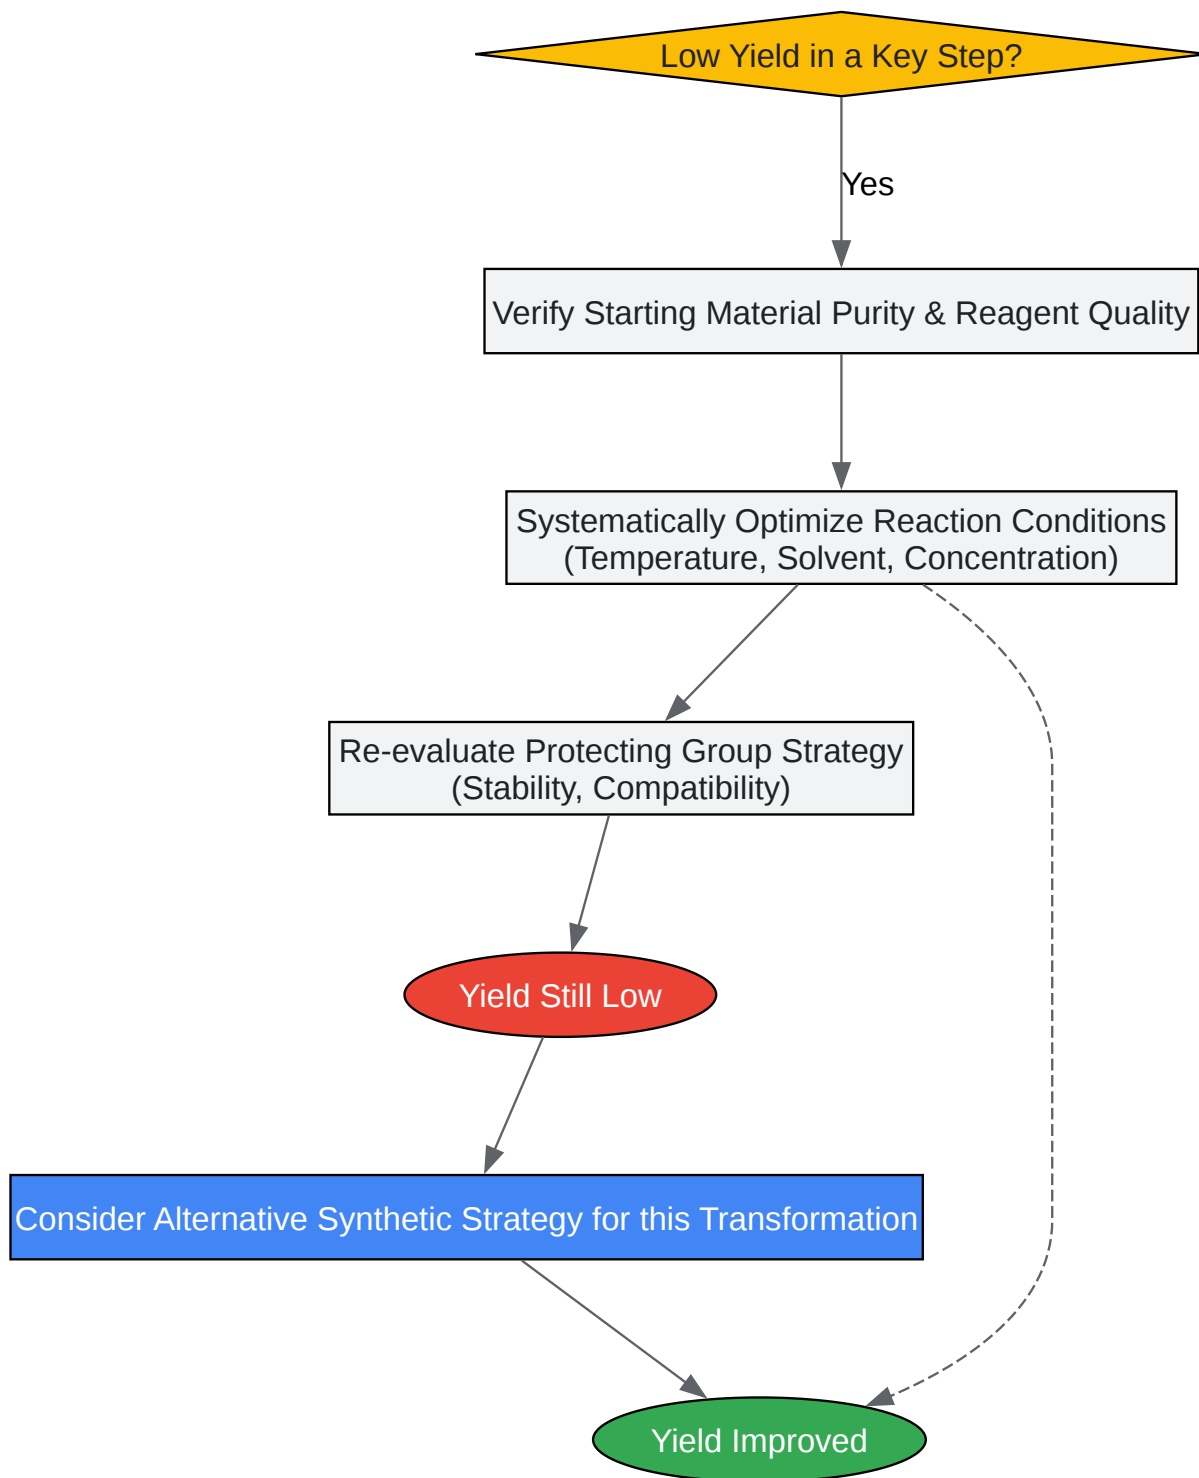 Low Yield in a Key Step?
Yes
Verify Starting Material Purity & Reagent Quality
Systematically Optimize Reaction Conditions
(Temperature, Solvent, Concentration)
Re-evaluate Protecting Group Strategy
(Stability, Compatibility)
Yield Still Low
Consider Alternative Synthetic Strategy for this Transformation
Yield Improved